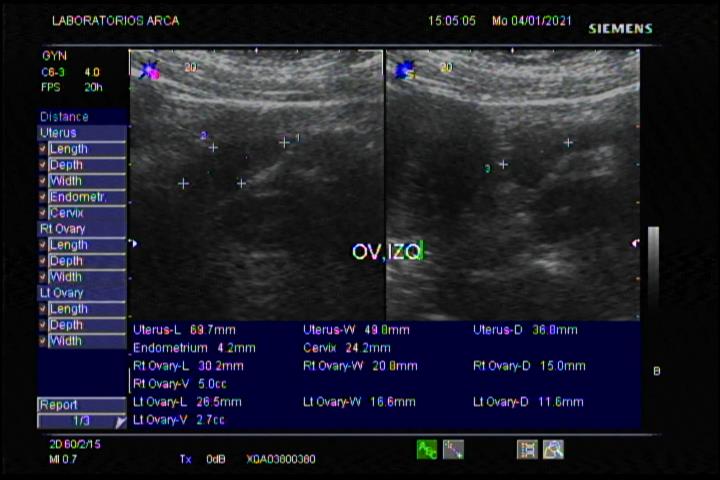 LABORATORIOS ARCA 15:05:05 Mo 04/01/2021 SIEMENS
GYN
C6-3 4.0
FPS 20h
20
20
Distance
Uterus
Length
Depth
Width
Endometr.
Cervix
Rt Ovary
Length
Depth
Width
Lt Ovary
Length
Depth
Width
2
1
3
OV,IZQ
Uterus-L 69.7mm Uterus-W 49.8mm Uterus-D 36.8mm
Endometrium 4.2mm Cervix 24.2mm
Rt Ovary-L 30.2mm Rt Ovary-W 20.8mm Rt Ovary-D 15.0mm
Rt Ovary-V 5.0cc
Lt Ovary-L 26.5mm Lt Ovary-W 16.6mm Lt Ovary-D 11.6mm
Lt Ovary-V 2.7cc
B
Report
1/3
2D 60/2/15
MI 0.7 Tx 0dB